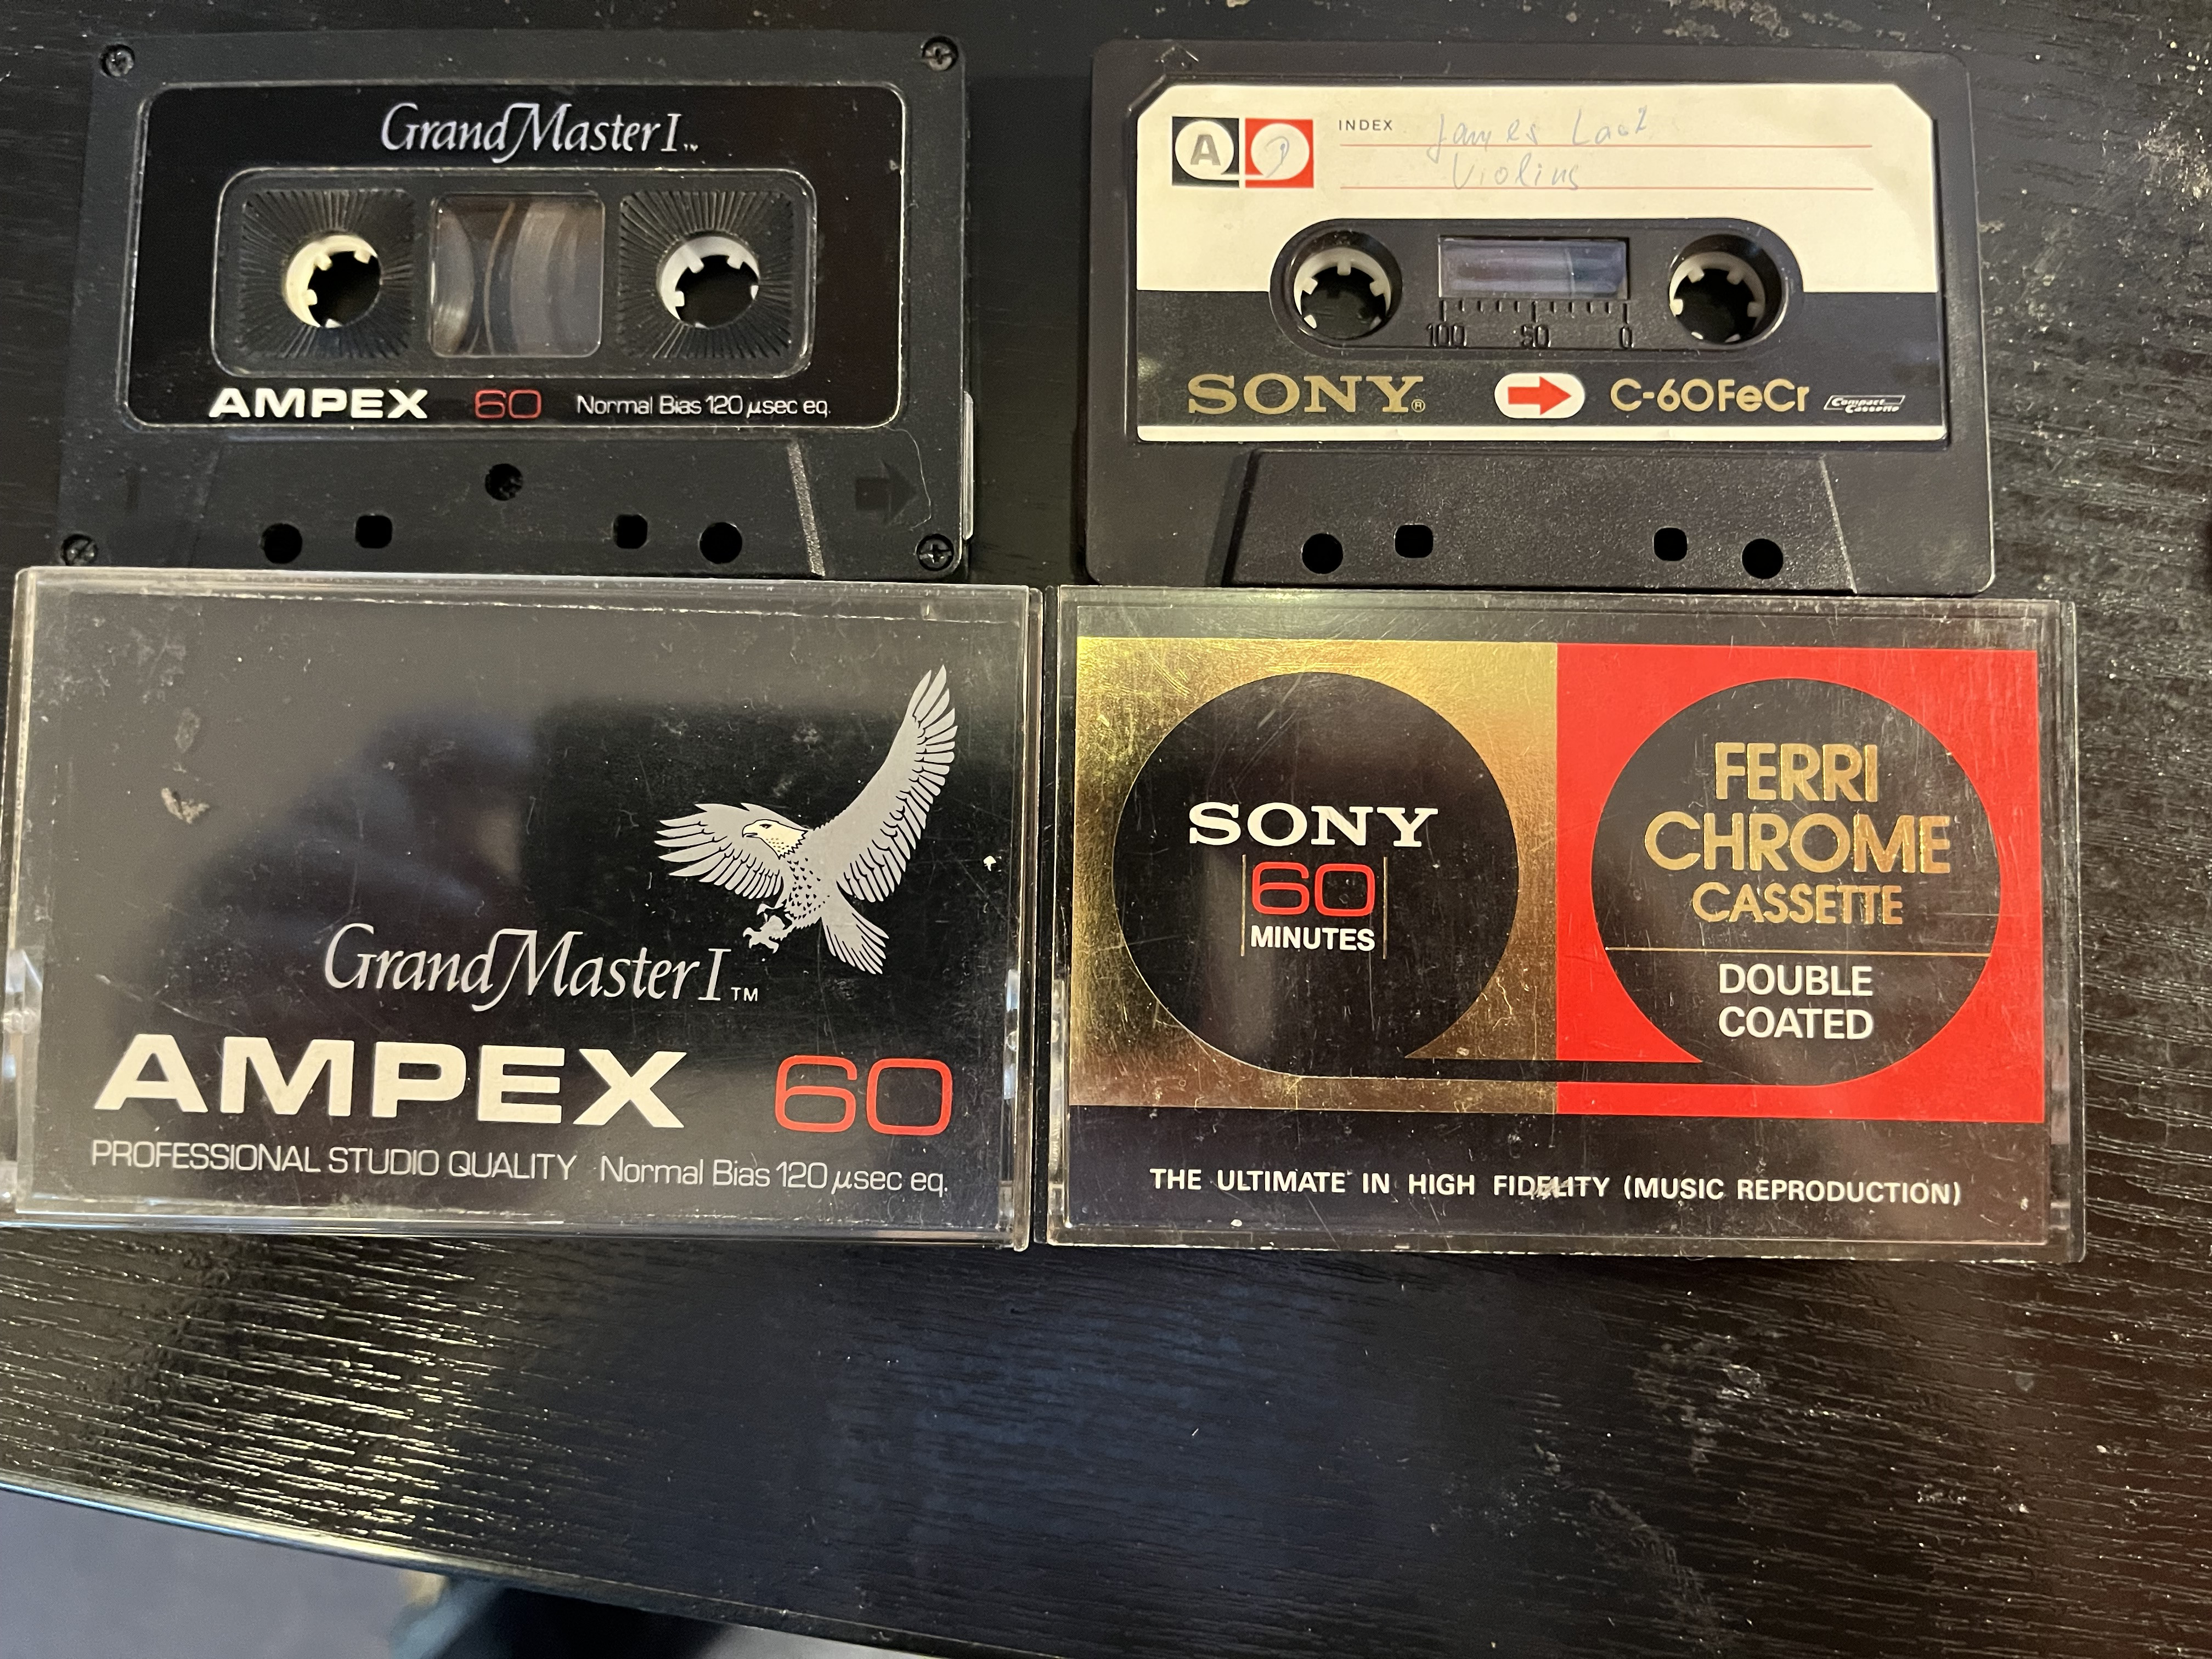 GrandMaster I™
AMPEX 60 Normal Bias 120 µsec eq.
A
INDEX James Last
Violins
100 50 0
SONY® C-60FeCr Compact Cassette
GrandMaster I™
AMPEX 60
PROFESSIONAL STUDIO QUALITY Normal Bias 120 µsec eq.
SONY
60
MINUTES
FERRI
CHROME
CASSETTE
DOUBLE
COATED
THE ULTIMATE IN HIGH FIDELITY (MUSIC REPRODUCTION)